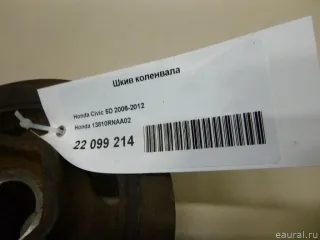 Шкив коленвала
Honda Civic 5D 2006-2012
Honda 13810RNAA02
22 099 214
eaural.ru